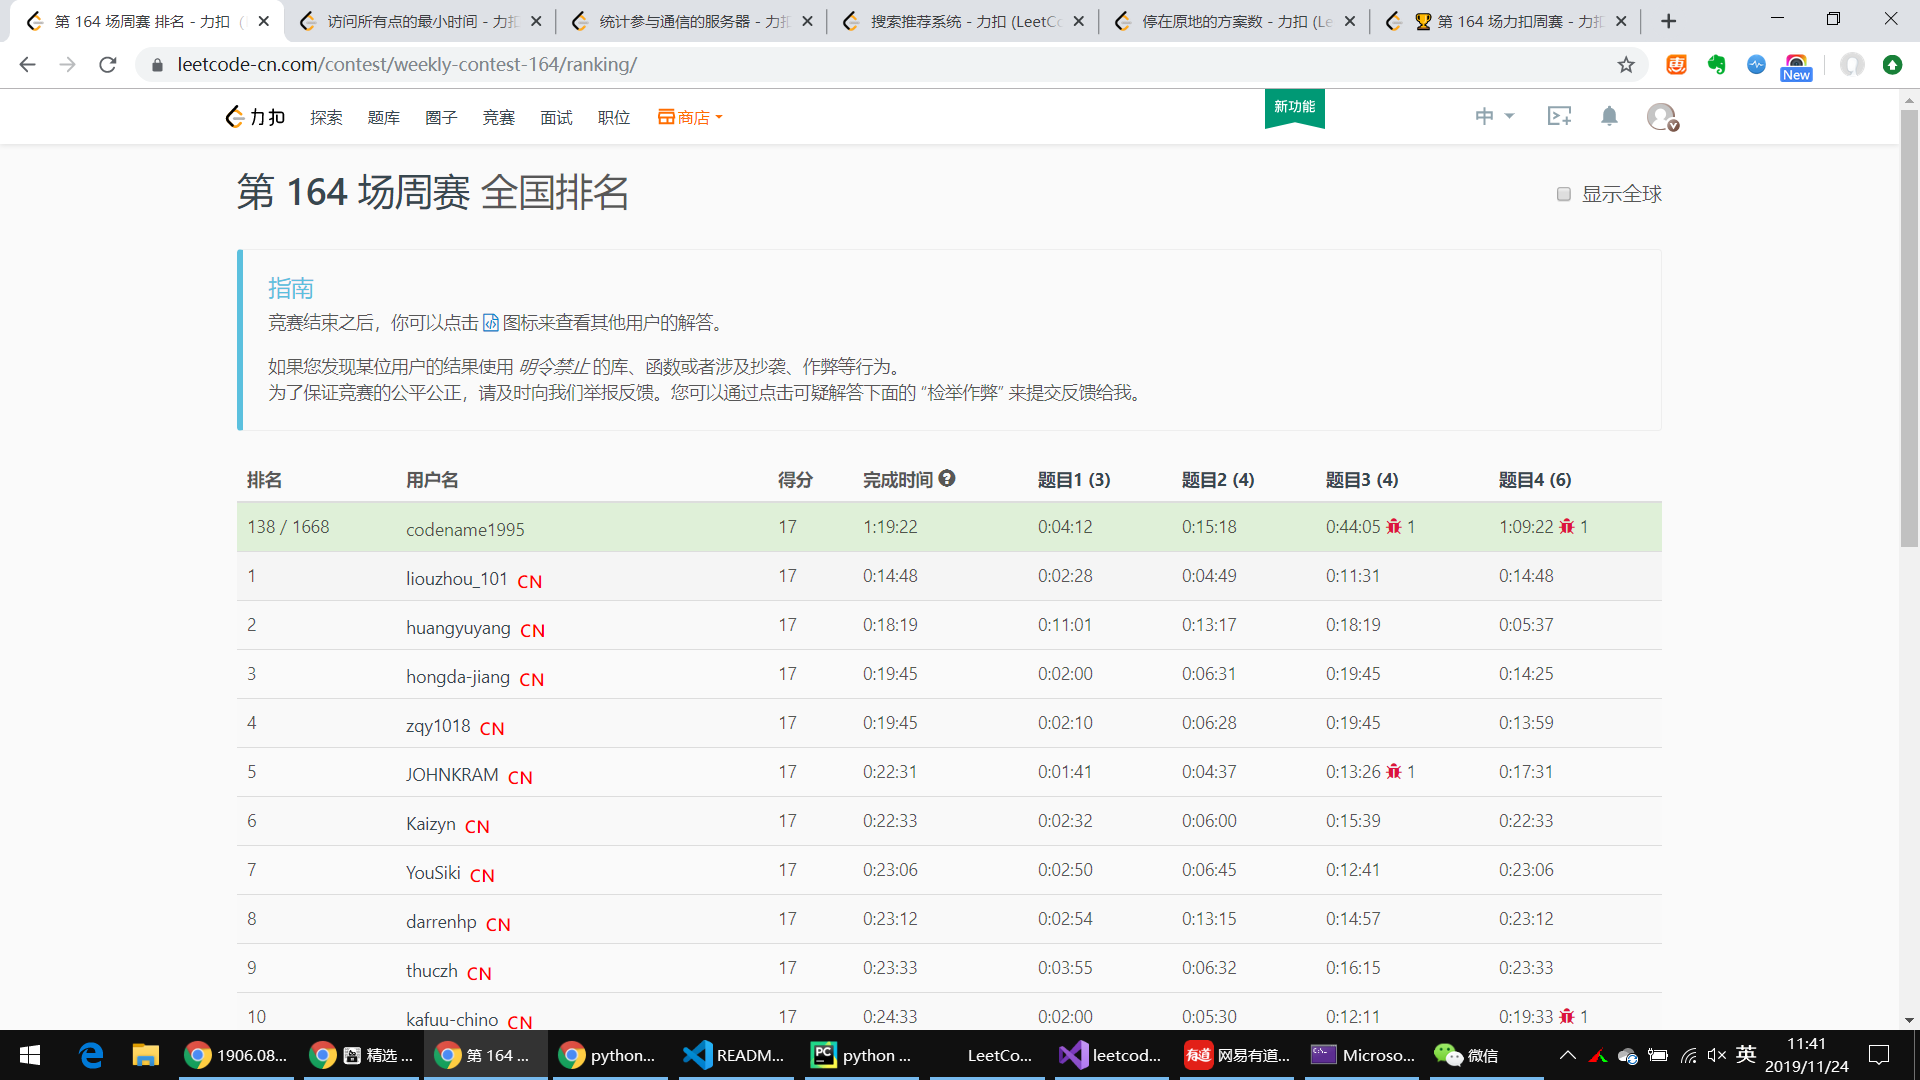 第 164 场周赛 排名 - 力扣 (
访问所有点的最小时间 - 力扣
统计参与通信的服务器 - 力扣
搜索推荐系统 - 力扣 (LeetCo
停在原地的方案数 - 力扣 (Le
第 164 场力扣周赛 - 力扣
leetcode-cn.com/contest/weekly-contest-164/ranking/
New
力扣 探索 题库 圈子 竞赛 面试 职位 商店
新功能
中
第 164 场周赛 全国排名
显示全球
指南
竞赛结束之后，你可以点击 图标来查看其他用户的解答。
如果您发现某位用户的结果使用 明令禁止 的库、函数或者涉及抄袭、作弊等行为。
为了保证竞赛的公平公正，请及时向我们举报反馈。您可以通过点击可疑解答下面的 “检举作弊” 来提交反馈给我。
排名 用户名 得分 完成时间 题目1 (3) 题目2 (4) 题目3 (4) 题目4 (6)
138 / 1668 codename1995 17 1:19:22 0:04:12 0:15:18 0:44:05 1 1:09:22 1
1 liouzhou_101 CN 17 0:14:48 0:02:28 0:04:49 0:11:31 0:14:48
2 huangyuyang CN 17 0:18:19 0:11:01 0:13:17 0:18:19 0:05:37
3 hongda-jiang CN 17 0:19:45 0:02:00 0:06:31 0:19:45 0:14:25
4 zqy1018 CN 17 0:19:45 0:02:10 0:06:28 0:19:45 0:13:59
5 JOHNKRAM CN 17 0:22:31 0:01:41 0:04:37 0:13:26 1 0:17:31
6 Kaizyn CN 17 0:22:33 0:02:32 0:06:00 0:15:39 0:22:33
7 YouSiki CN 17 0:23:06 0:02:50 0:06:45 0:12:41 0:23:06
8 darrenhp CN 17 0:23:12 0:02:54 0:13:15 0:14:57 0:23:12
9 thuczh CN 17 0:23:33 0:03:55 0:06:32 0:16:15 0:23:33
10 kafuu-chino CN 17 0:24:33 0:02:00 0:05:30 0:12:11 0:19:33 1
1906.08... 精选 ... 第 164 ... python... READM... python ... LeetCo... leetcod... 网易有道... Microso... 微信 英
11:41
2019/11/24